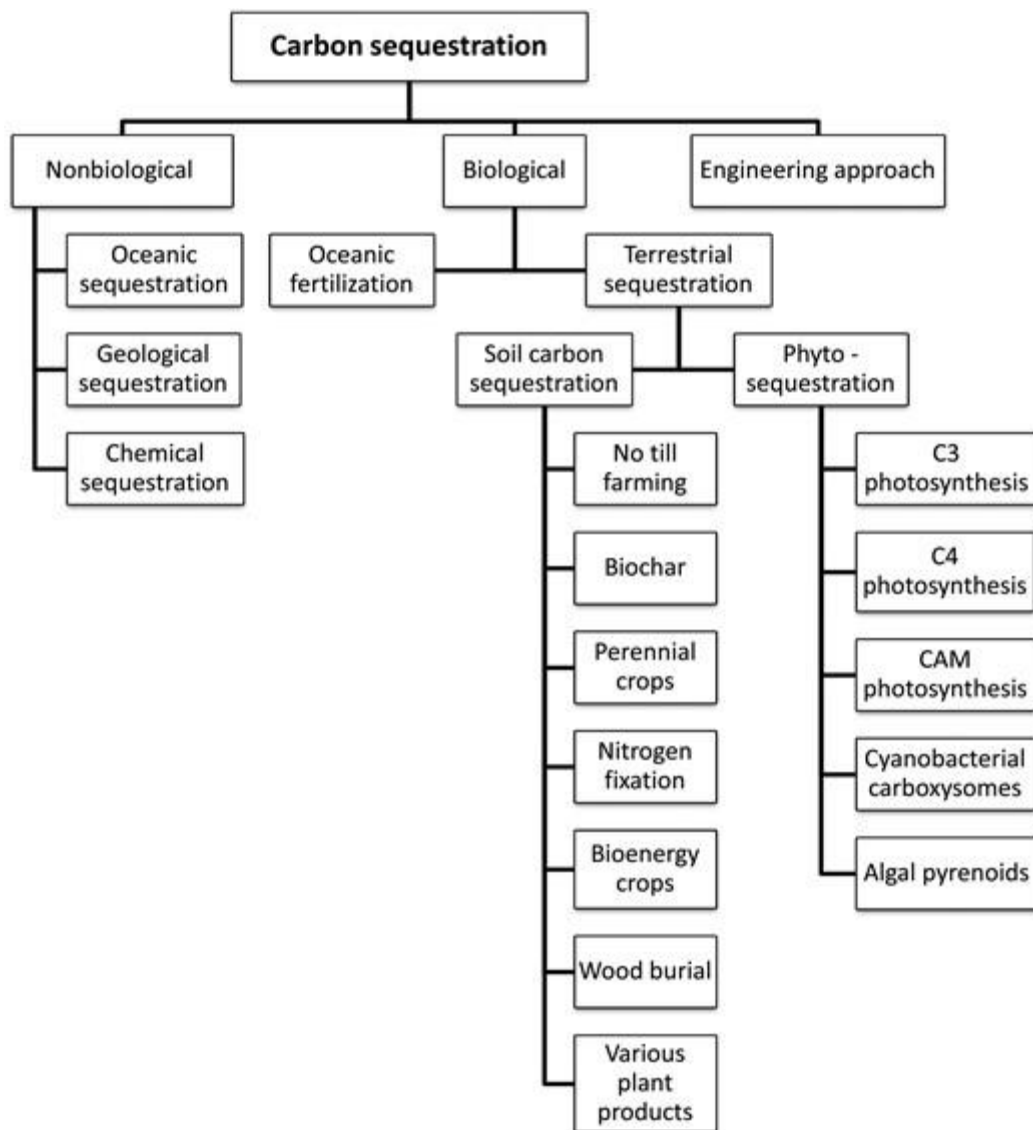 Carbon sequestration
Nonbiological
Biological
Engineering approach
Oceanic
sequestration
Geological
sequestration
Chemical
sequestration
Oceanic
fertilization
Terrestrial
sequestration
Soil carbon
sequestration
Phyto -
sequestration
No till
farming
Biochar
Perennial
crops
Nitrogen
fixation
Bioenergy
crops
Wood burial
Various
plant
products
C3
photosynthesis
C4
photosynthesis
CAM
photosynthesis
Cyanobacterial
carboxysomes
Algal pyrenoids